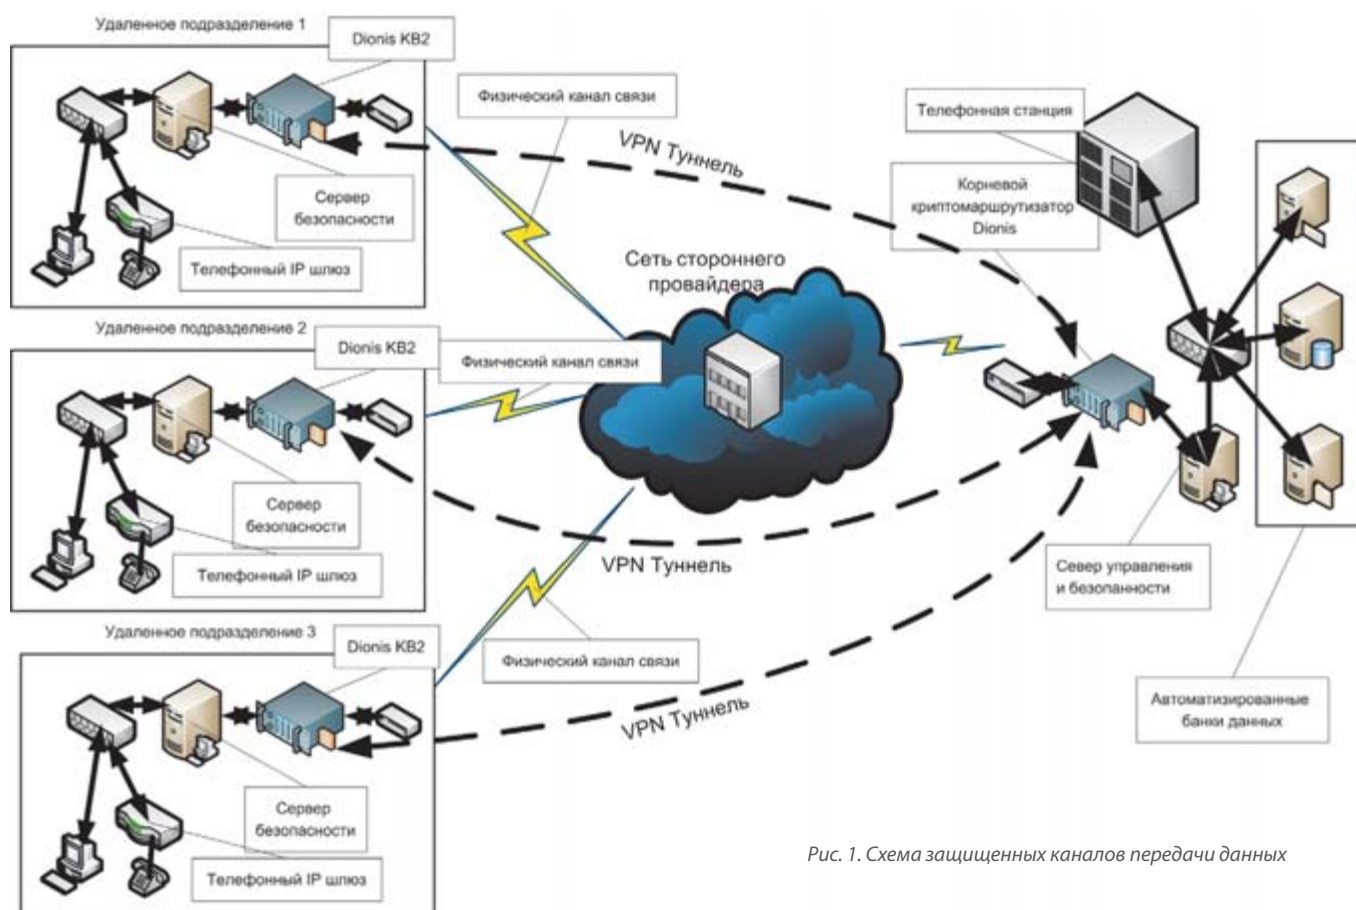 Удаленное подразделение 1
Dionis KB2
Физический канал связи
VPN Туннель
Сервер
безопасности
Телефонный IP шлюз
Телефонная станция
Корневой
криптомаршрутизатор
Dionis
Сеть стороннего
провайдера
Удаленное подразделение 2
Dionis KB2
Физический канал связи
Сервер
безопасности
Телефонный IP шлюз
VPN Туннель
Север управления
и безопанности
Удаленное подразделение 3
Dionis KB2
Физический канал связи
VPN Туннель
Автоматизированные
банки данных
Сервер
безопасности
Телефонный IP шлюз
Рис. 1. Схема защищенных каналов передачи данных